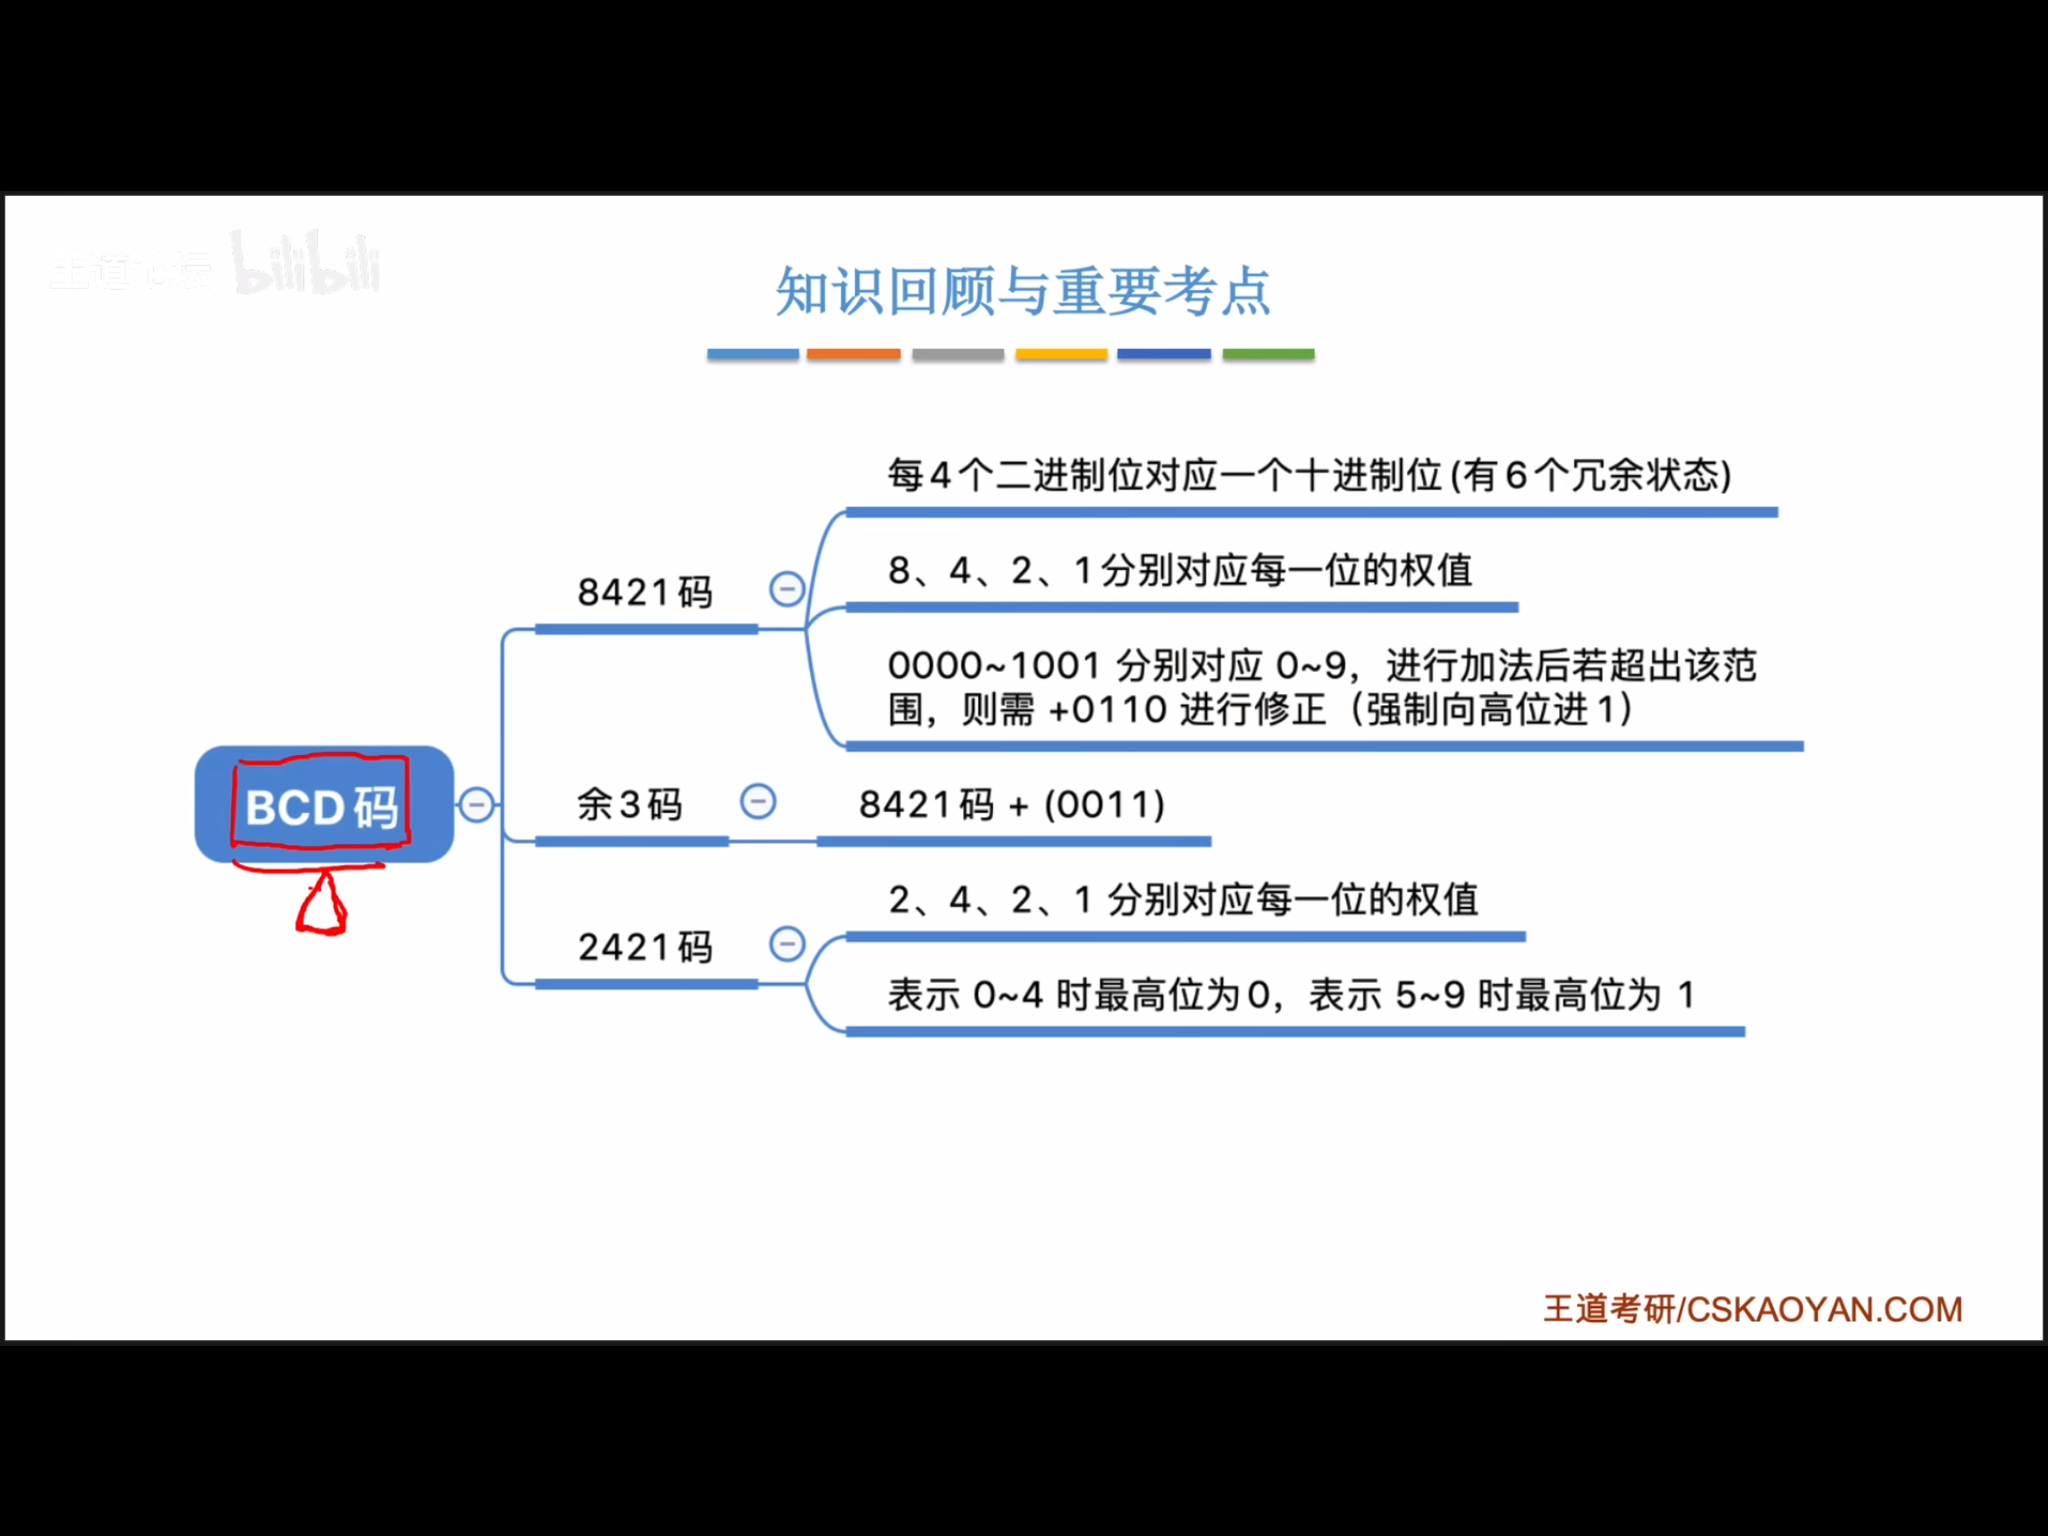 王道论坛 bilibili
知识回顾与重要考点
每4个二进制位对应一个十进制位(有6个冗余状态)
8、4、2、1分别对应每一位的权值
8421码
0000~1001 分别对应 0~9，进行加法后若超出该范
围，则需 +0110 进行修正（强制向高位进1）
BCD码
余3码
8421码 + (0011)
2、4、2、1 分别对应每一位的权值
2421码
表示 0~4 时最高位为0，表示 5~9 时最高位为 1
王道考研/CSKAOYAN.COM